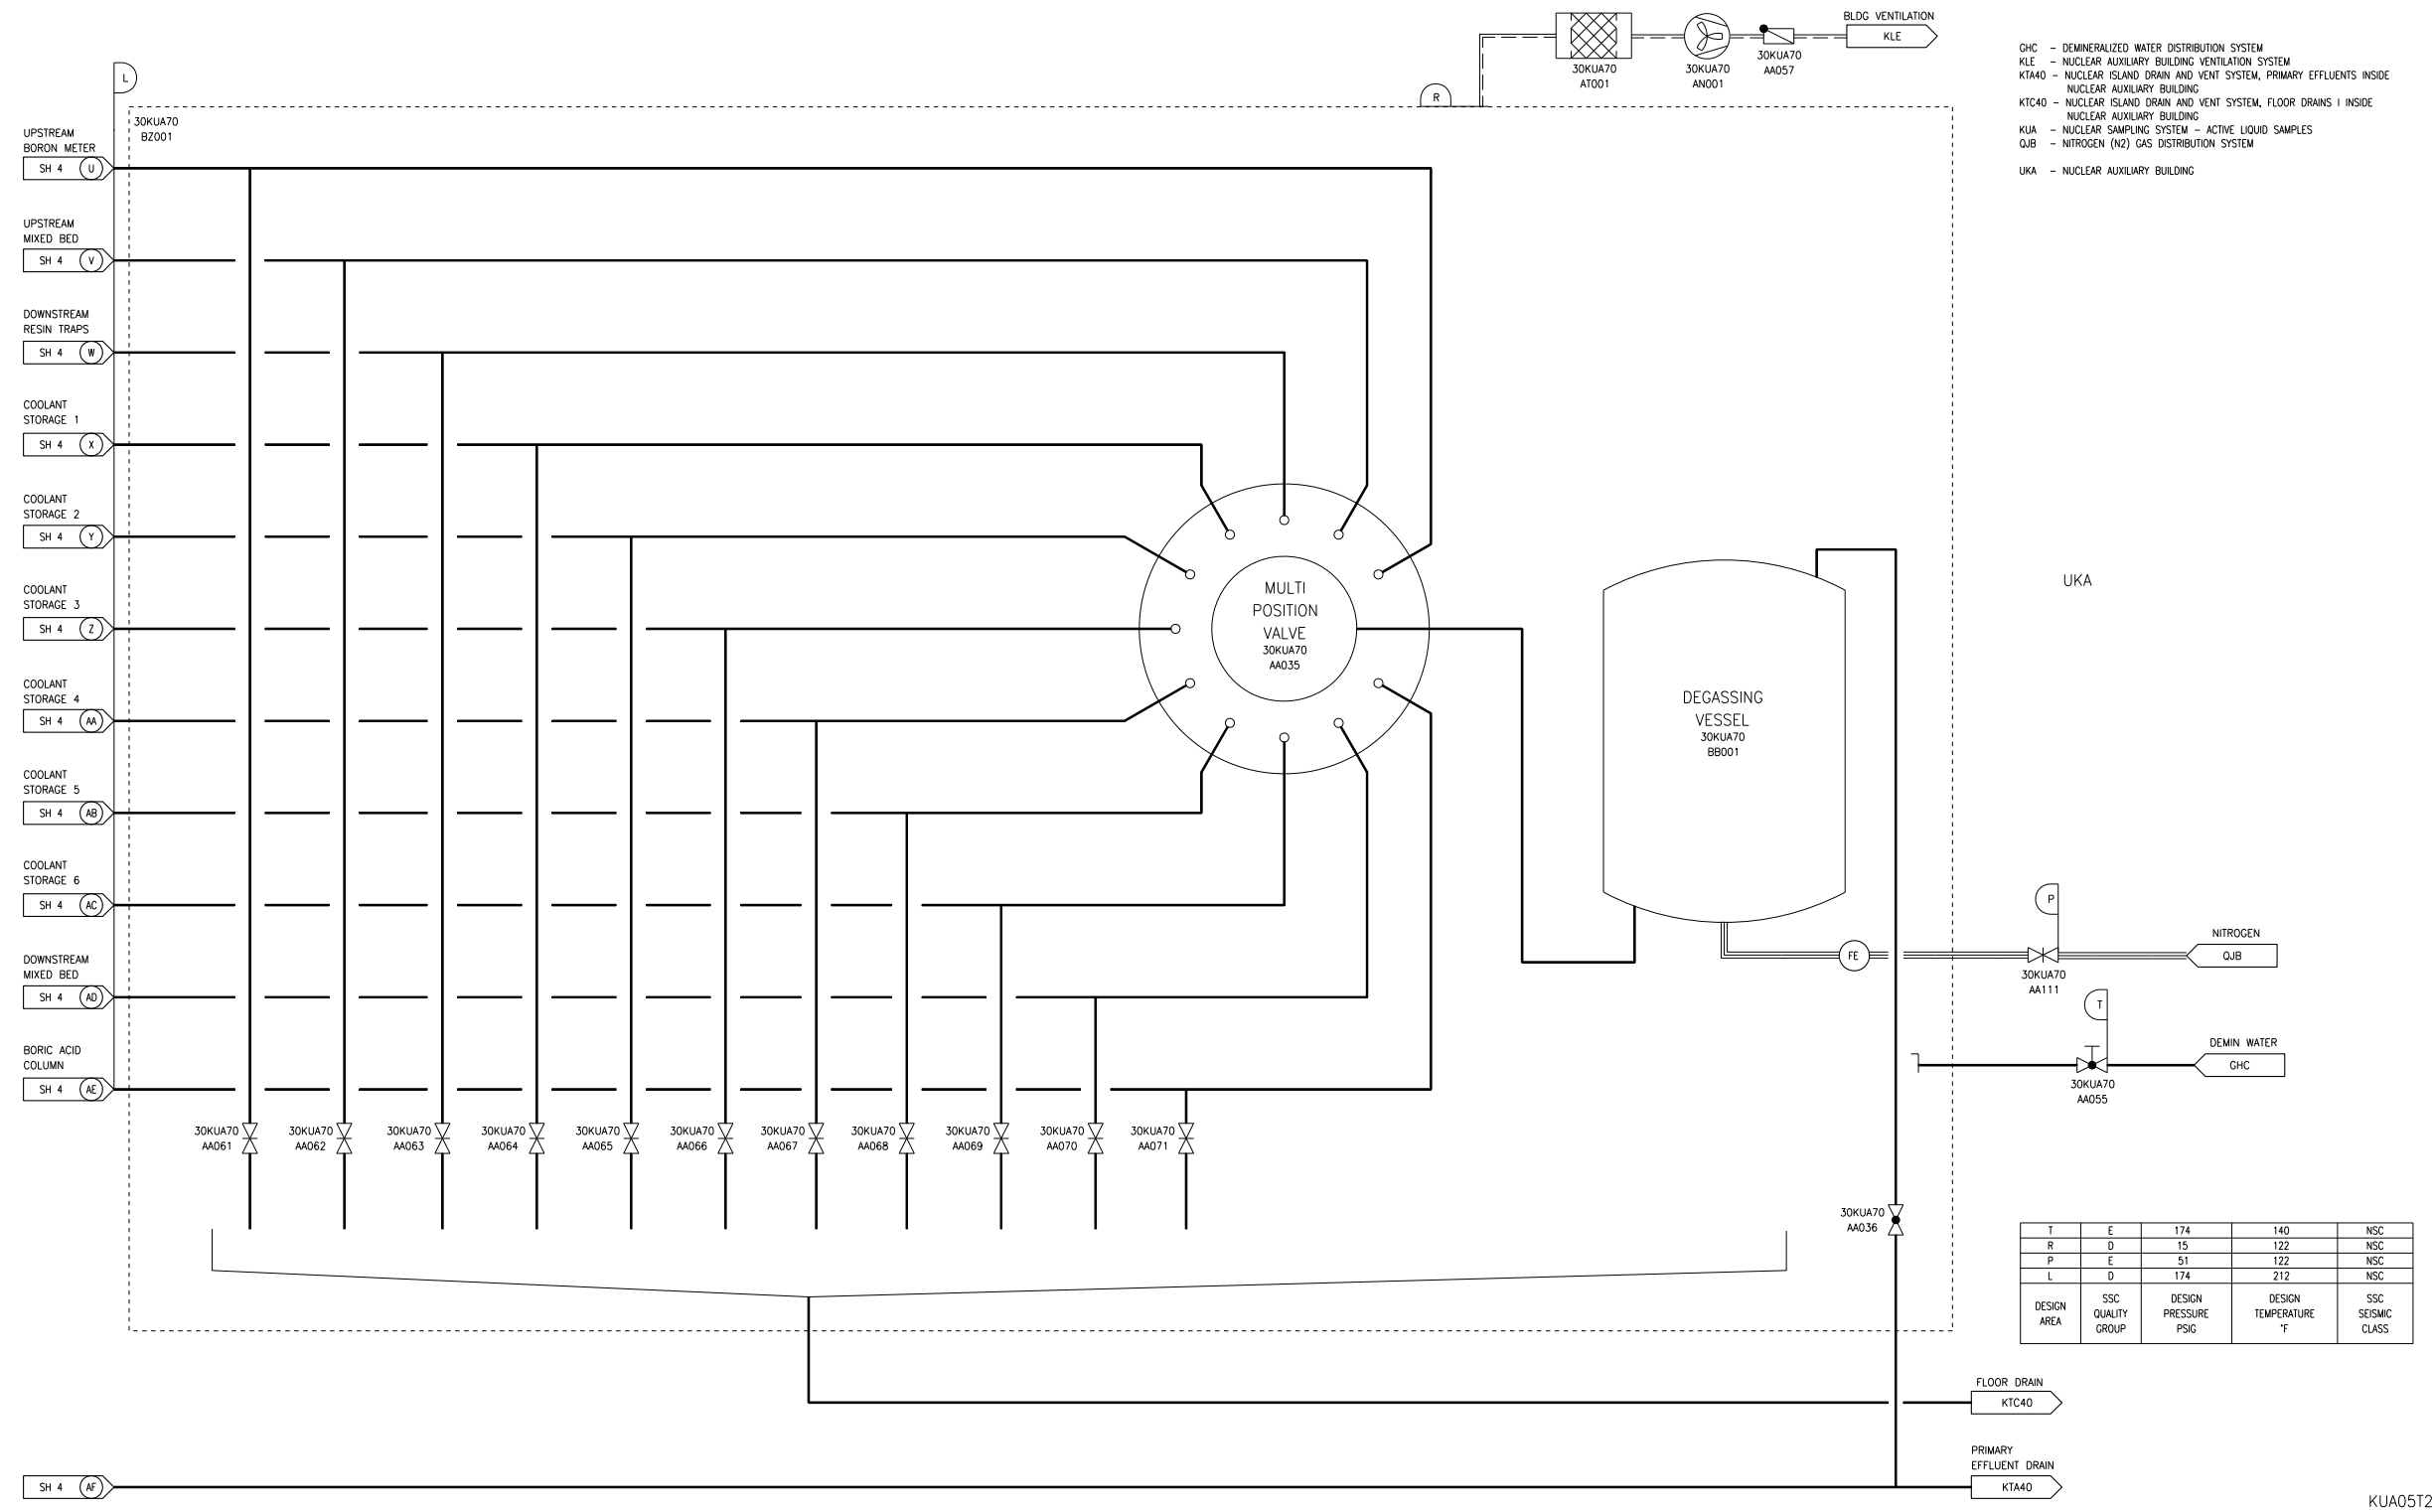 BLDG VENTILATION
KLE
30KUA70
AT001
30KUA70
AN001
30KUA70
AA057
R
L
GHC – DEMINERALIZED WATER DISTRIBUTION SYSTEM
KLE – NUCLEAR AUXILIARY BUILDING VENTILATION SYSTEM
KTA40 – NUCLEAR ISLAND DRAIN AND VENT SYSTEM, PRIMARY EFFLUENTS INSIDE
NUCLEAR AUXILIARY BUILDING
KTC40 – NUCLEAR ISLAND DRAIN AND VENT SYSTEM, FLOOR DRAINS I INSIDE
NUCLEAR AUXILIARY BUILDING
KUA – NUCLEAR SAMPLING SYSTEM – ACTIVE LIQUID SAMPLES
QJB – NITROGEN (N2) GAS DISTRIBUTION SYSTEM
UKA – NUCLEAR AUXILIARY BUILDING
30KUA70
BZ001
UPSTREAM
BORON METER
SH 4 U
UPSTREAM
MIXED BED
SH 4 V
DOWNSTREAM
RESIN TRAPS
SH 4 W
COOLANT
STORAGE 1
SH 4 X
COOLANT
STORAGE 2
SH 4 Y
COOLANT
STORAGE 3
SH 4 Z
COOLANT
STORAGE 4
SH 4 AA
COOLANT
STORAGE 5
SH 4 AB
COOLANT
STORAGE 6
SH 4 AC
DOWNSTREAM
MIXED BED
SH 4 AD
BORIC ACID
COLUMN
SH 4 AE
MULTI
POSITION
VALVE
30KUA70
AA035
DEGASSING
VESSEL
30KUA70
BB001
UKA
P
FE
30KUA70
AA111
NITROGEN
QJB
T
30KUA70
AA055
DEMIN WATER
GHC
30KUA70
AA061
30KUA70
AA062
30KUA70
AA063
30KUA70
AA064
30KUA70
AA065
30KUA70
AA066
30KUA70
AA067
30KUA70
AA068
30KUA70
AA069
30KUA70
AA070
30KUA70
AA071
30KUA70
AA036
T E 174 140 NSC
R D 15 122 NSC
P E 51 122 NSC
L D 174 212 NSC
DESIGN
AREA
SSC
QUALITY
GROUP
DESIGN
PRESSURE
PSIG
DESIGN
TEMPERATURE
°F
SSC
SEISMIC
CLASS
FLOOR DRAIN
KTC40
PRIMARY
EFFLUENT DRAIN
KTA40
SH 4 AF
KUA05T2